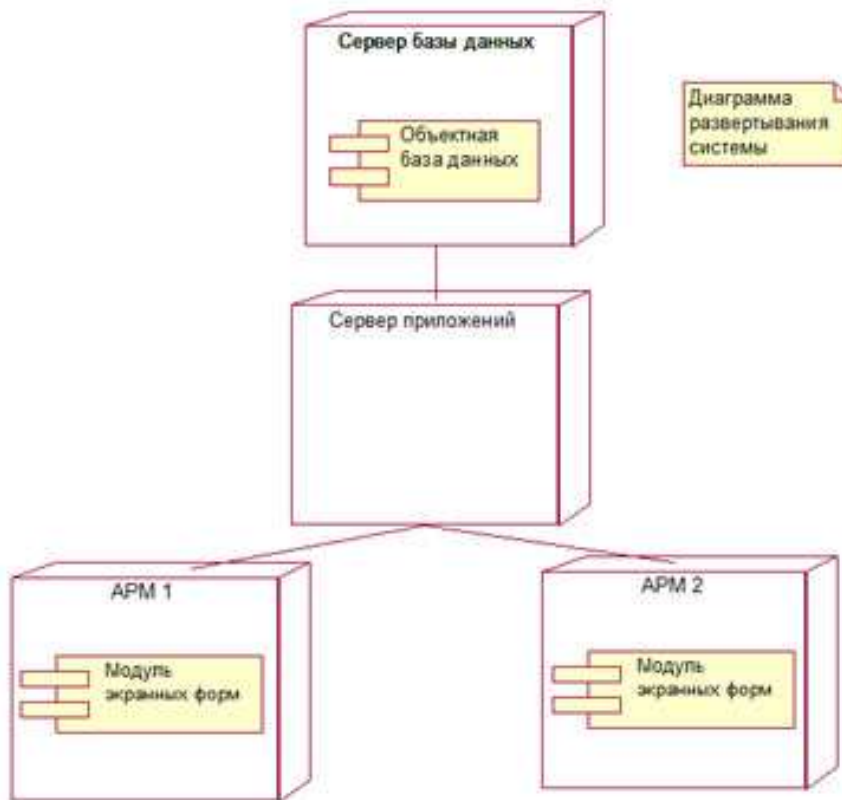 Сервер базы данных
Объектная
база данных
Диаграмма
развертывания
системы
Сервер приложений
АРМ 1
Модуль
экранных форм
АРМ 2
Модуль
экранных форм